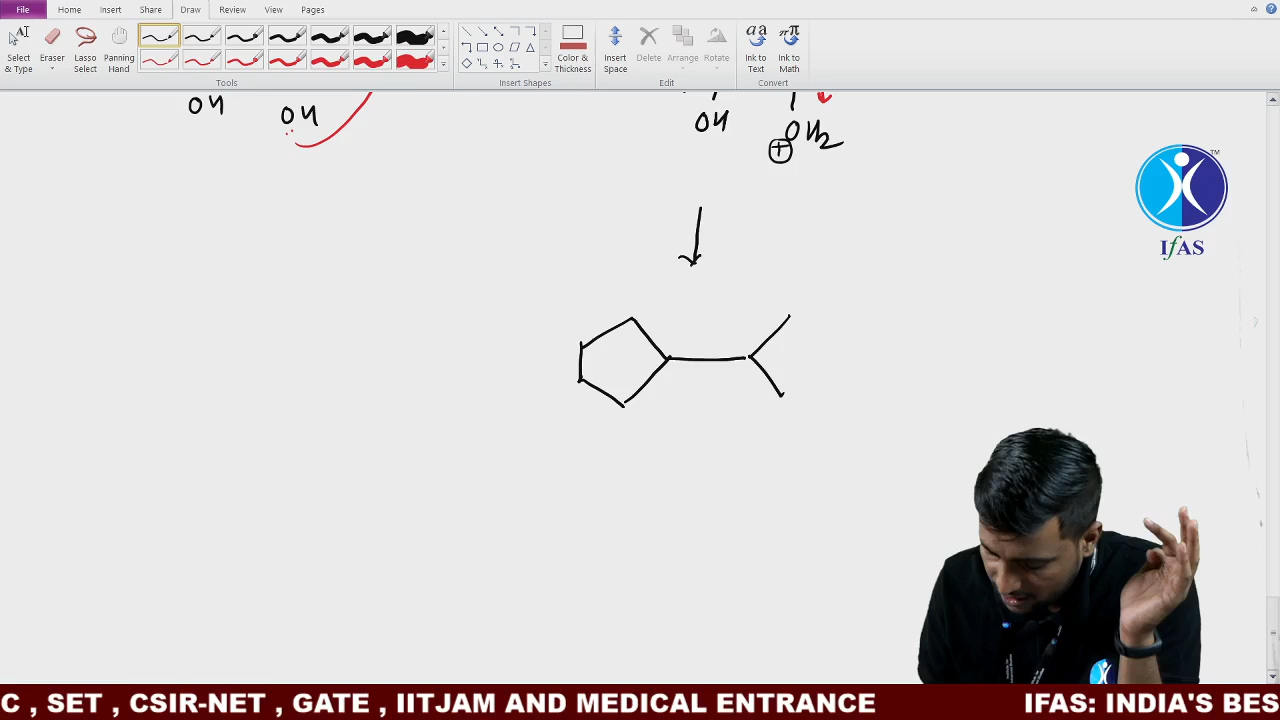 File Home Insert Share Draw Review View Pages
Select & Type Eraser Lasso Select Panning Hand Color & Thickness Insert Space Delete Arrange Rotate Ink to Text Ink to Math
Tools Insert Shapes Edit Convert
OH OH OH OH2
+
TM
IFAS
C , SET , CSIR-NET , GATE , IITJAM AND MEDICAL ENTRANCE IFAS: INDIA'S BES